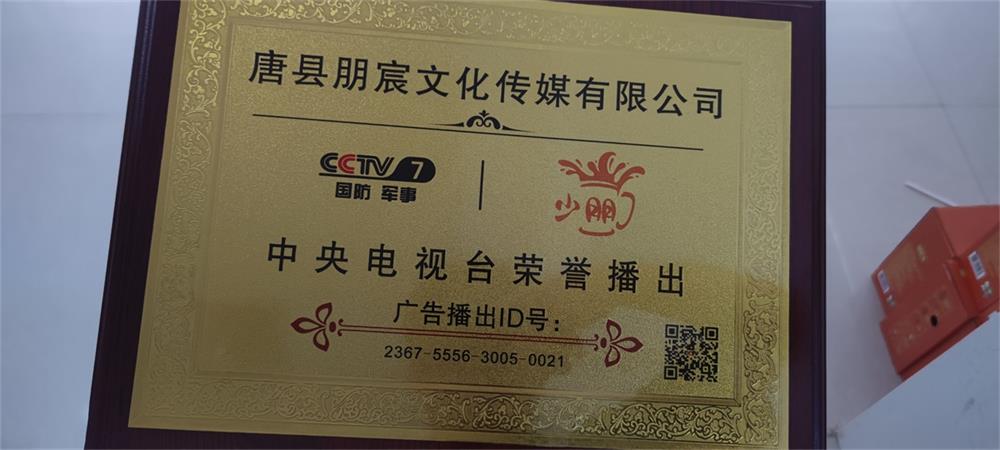 唐县朋宸文化传媒有限公司
CCTV 7
国防 军事
少朋门
中央电视台荣誉播出
广告播出ID号:
2367-5556-3005-0021